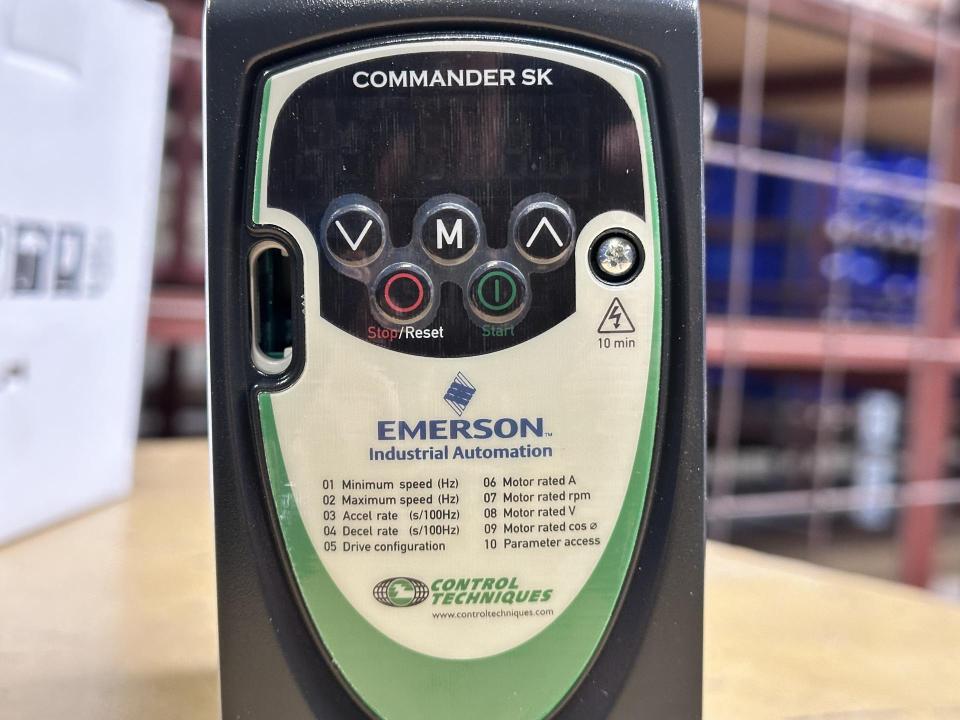 COMMANDER SK
M
Stop/Reset
Start
10 min
EMERSON™
Industrial Automation
01 Minimum speed (Hz)
02 Maximum speed (Hz)
03 Accel rate (s/100Hz)
04 Decel rate (s/100Hz)
05 Drive configuration
06 Motor rated A
07 Motor rated rpm
08 Motor rated V
09 Motor rated cos ø
10 Parameter access
CONTROL
TECHNIQUES
www.controltechniques.com